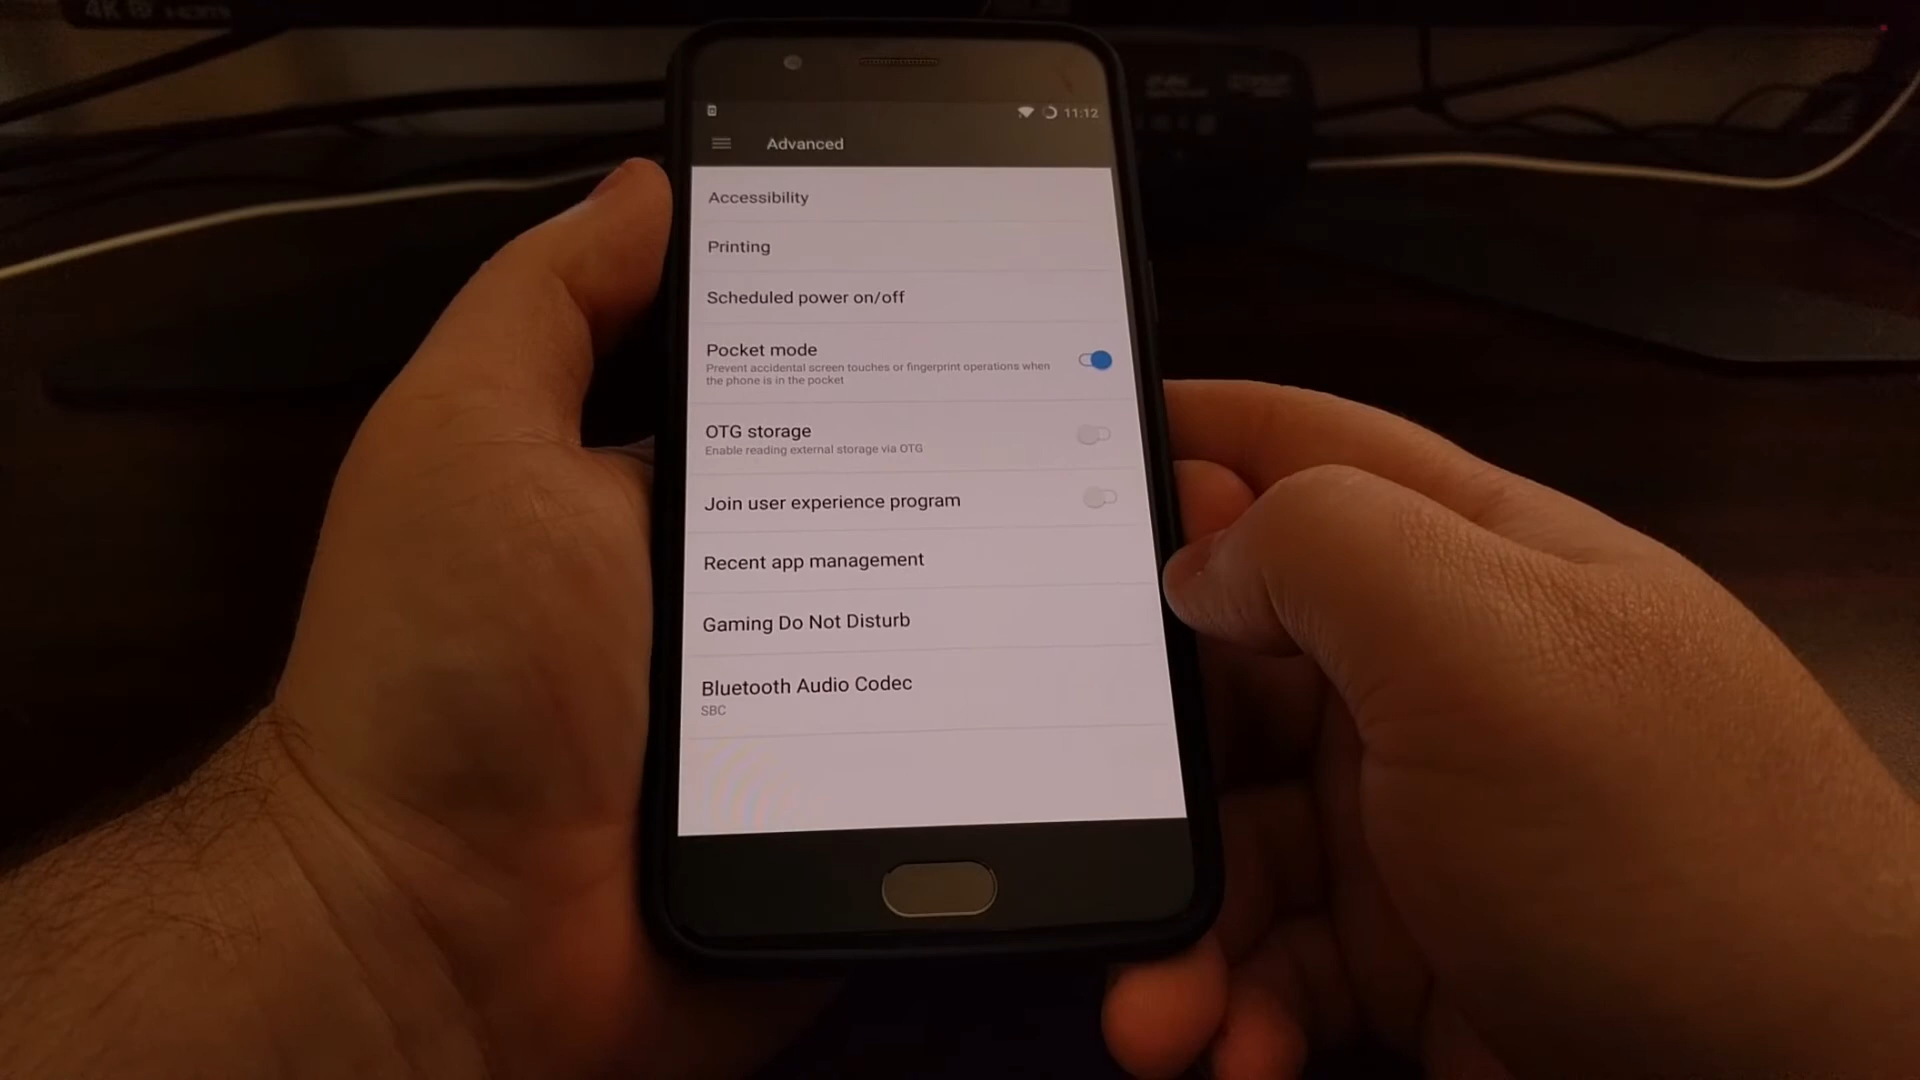 4K
HDMI
11:12
Advanced
Accessibility
Printing
Scheduled power on/off
Pocket mode
Prevent accidental screen touches or fingerprint operations when
the phone is in the pocket
OTG storage
Enable reading external storage via OTG
Join user experience program
Recent app management
Gaming Do Not Disturb
Bluetooth Audio Codec
SBC